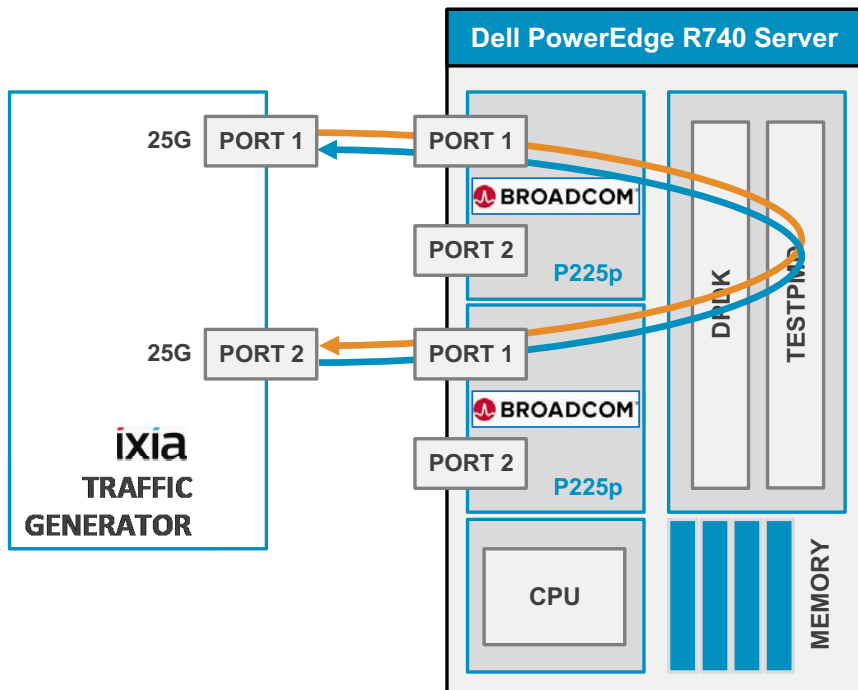 Dell PowerEdge R740 Server
25G
PORT 1
PORT 1
BROADCOM
PORT 2
P225p
25G
PORT 2
PORT 1
BROADCOM
PORT 2
P225p
ixia
TRAFFIC
GENERATOR
DPDK
TESTPMD
CPU
MEMORY